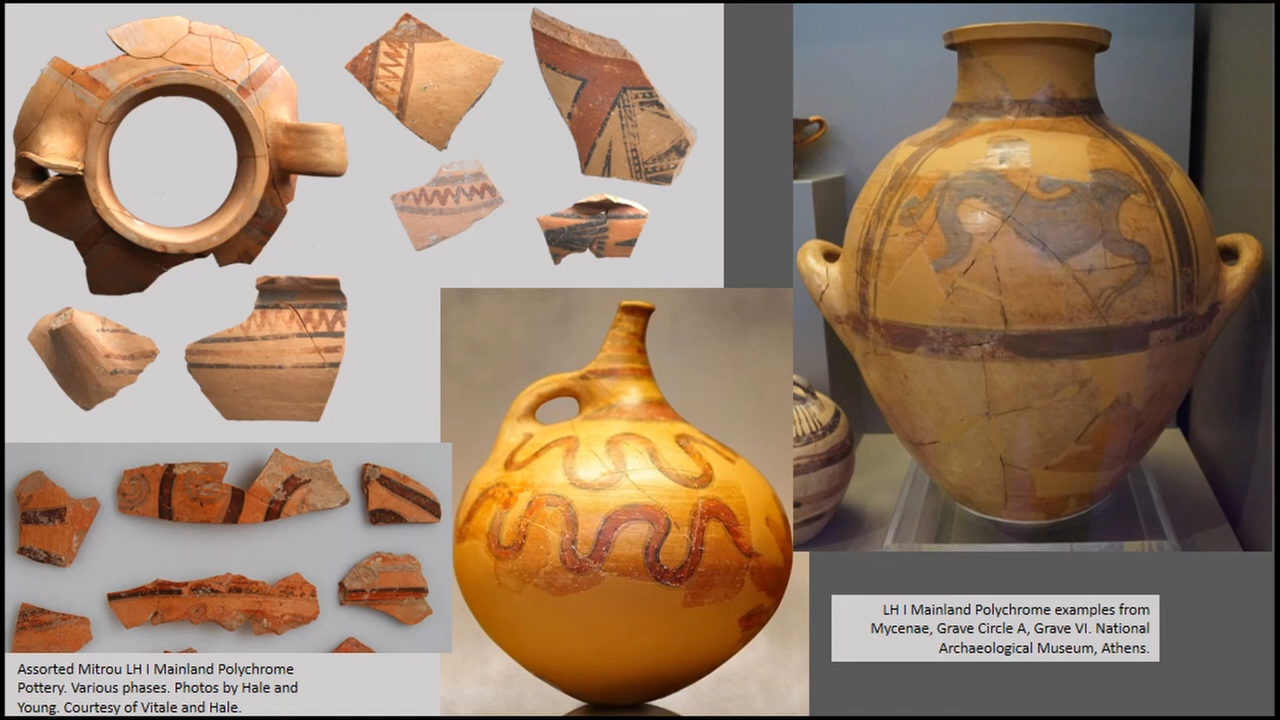 LH I Mainland Polychrome examples from
Mycenae, Grave Circle A, Grave VI. National
Archaeological Museum, Athens.
Assorted Mitrou LH I Mainland Polychrome
Pottery. Various phases. Photos by Hale and
Young. Courtesy of Vitale and Hale.